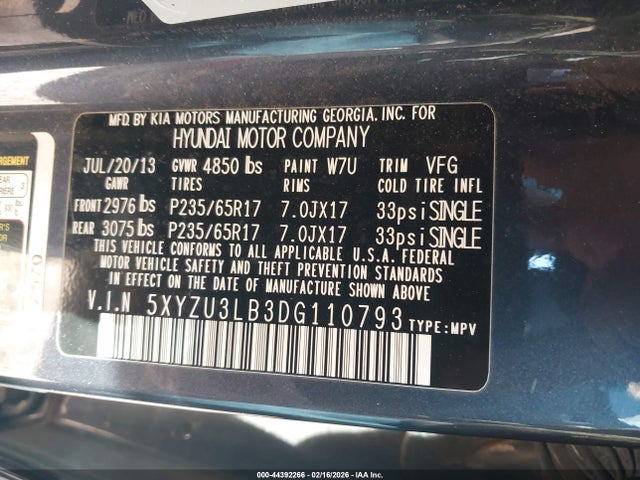 MFD. BY KIA MOTORS MANUFACTURING GEORGIA, INC. FOR
HYUNDAI MOTOR COMPANY
JUL/20/13 GVWR 4850 lbs PAINT W7U TRIM VFG
GAWR TIRES RIMS COLD TIRE INF
FRONT 2976 lbs P235/65R17 7.0JX17 33psi SINGLE
REAR 3075 lbs P235/65R17 7.0JX17 33psi SINGLE
THIS VEHICLE CONFORMS TO ALL APPLICABLE U.S.A. FEDERAL
MOTOR VEHICLE SAFETY AND THEFT PREVENTION STANDARDS
IN EFFECT ON THE DATE OF MANUFACTURE SHOWN ABOVE.
V.I.N 5XYZU3LB3DG110793 TYPE: MPV
000-44392266 - 02/16/2026 - IAA Inc.